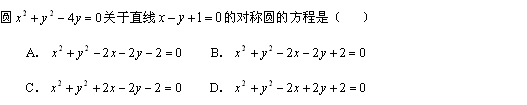 圆 x² + y² − 4y = 0 关于直线 x − y + 1 = 0 的对称圆的方程是（  ）
A. x² + y² − 2x − 2y − 2 = 0 B. x² + y² − 2x − 2y + 2 = 0
C. x² + y² + 2x − 2y − 2 = 0 D. x² + y² − 2x + 2y + 2 = 0